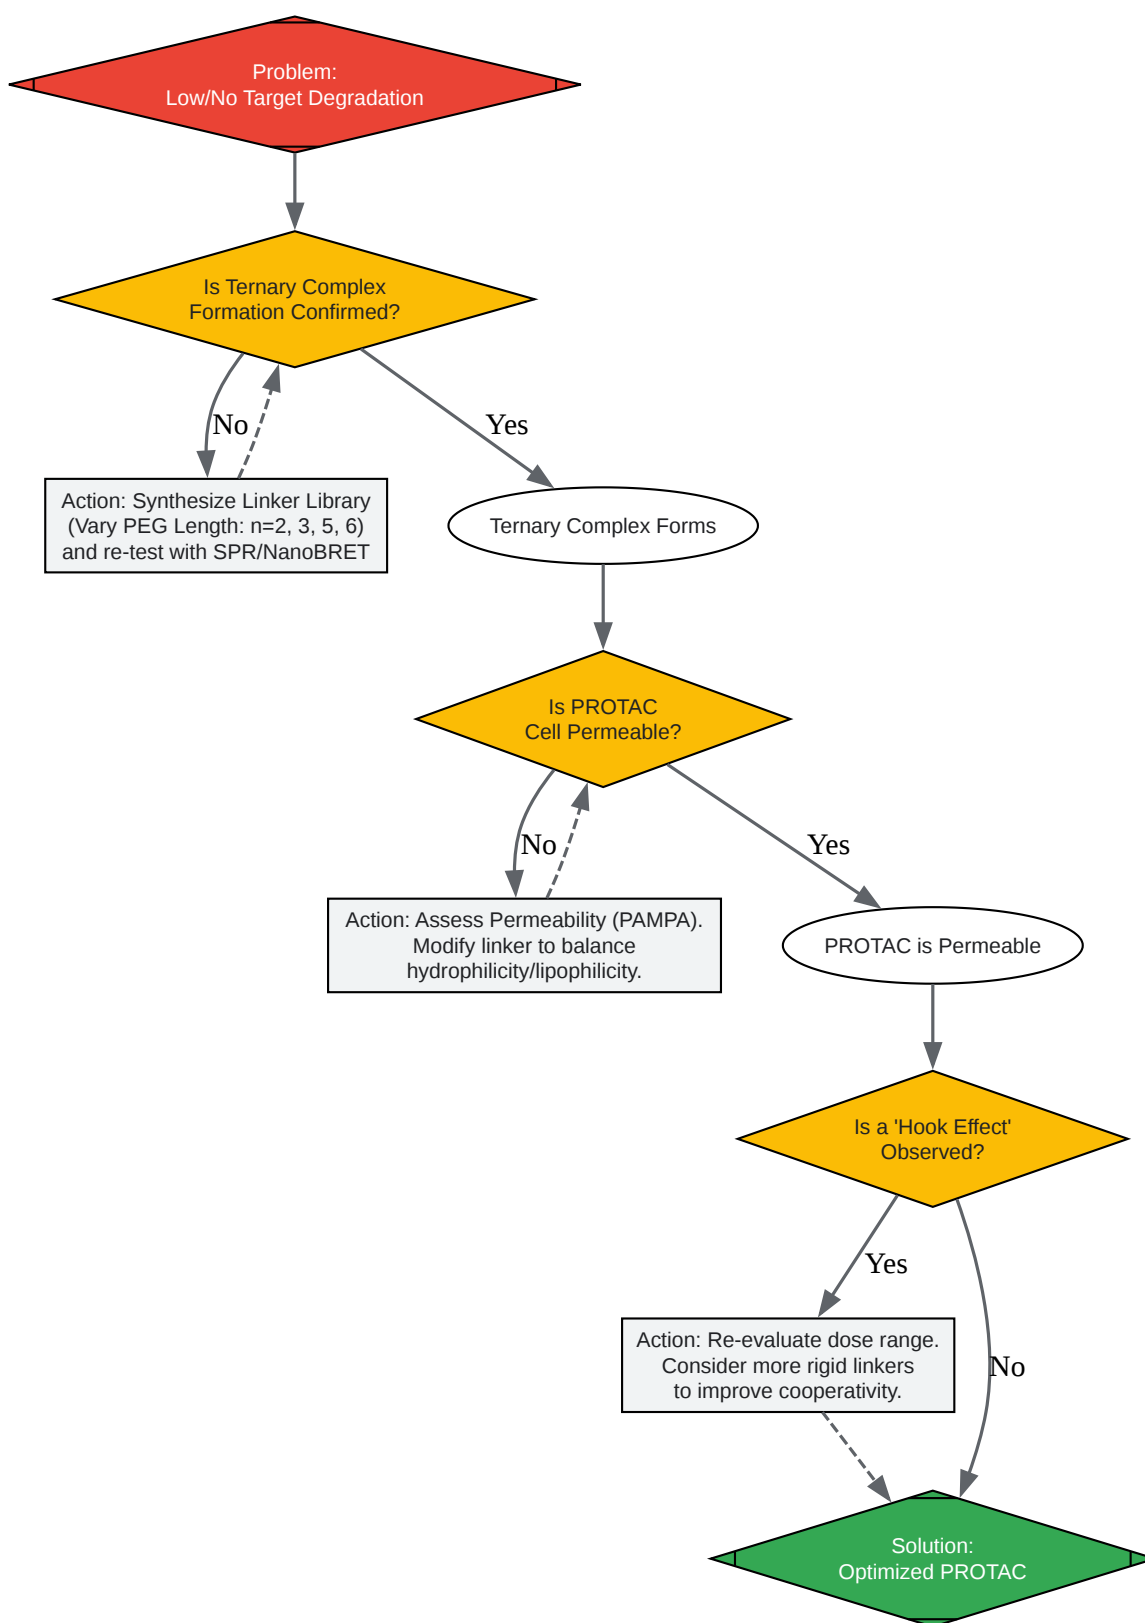 Problem:
Low/No Target Degradation
Is Ternary Complex
Formation Confirmed?
No
Yes
Action: Synthesize Linker Library
(Vary PEG Length: n=2, 3, 5, 6)
and re-test with SPR/NanoBRET
Ternary Complex Forms
Is PROTAC
Cell Permeable?
No
Yes
Action: Assess Permeability (PAMPA).
Modify linker to balance
hydrophilicity/lipophilicity.
PROTAC is Permeable
Is a 'Hook Effect'
Observed?
Yes
No
Action: Re-evaluate dose range.
Consider more rigid linkers
to improve cooperativity.
Solution:
Optimized PROTAC